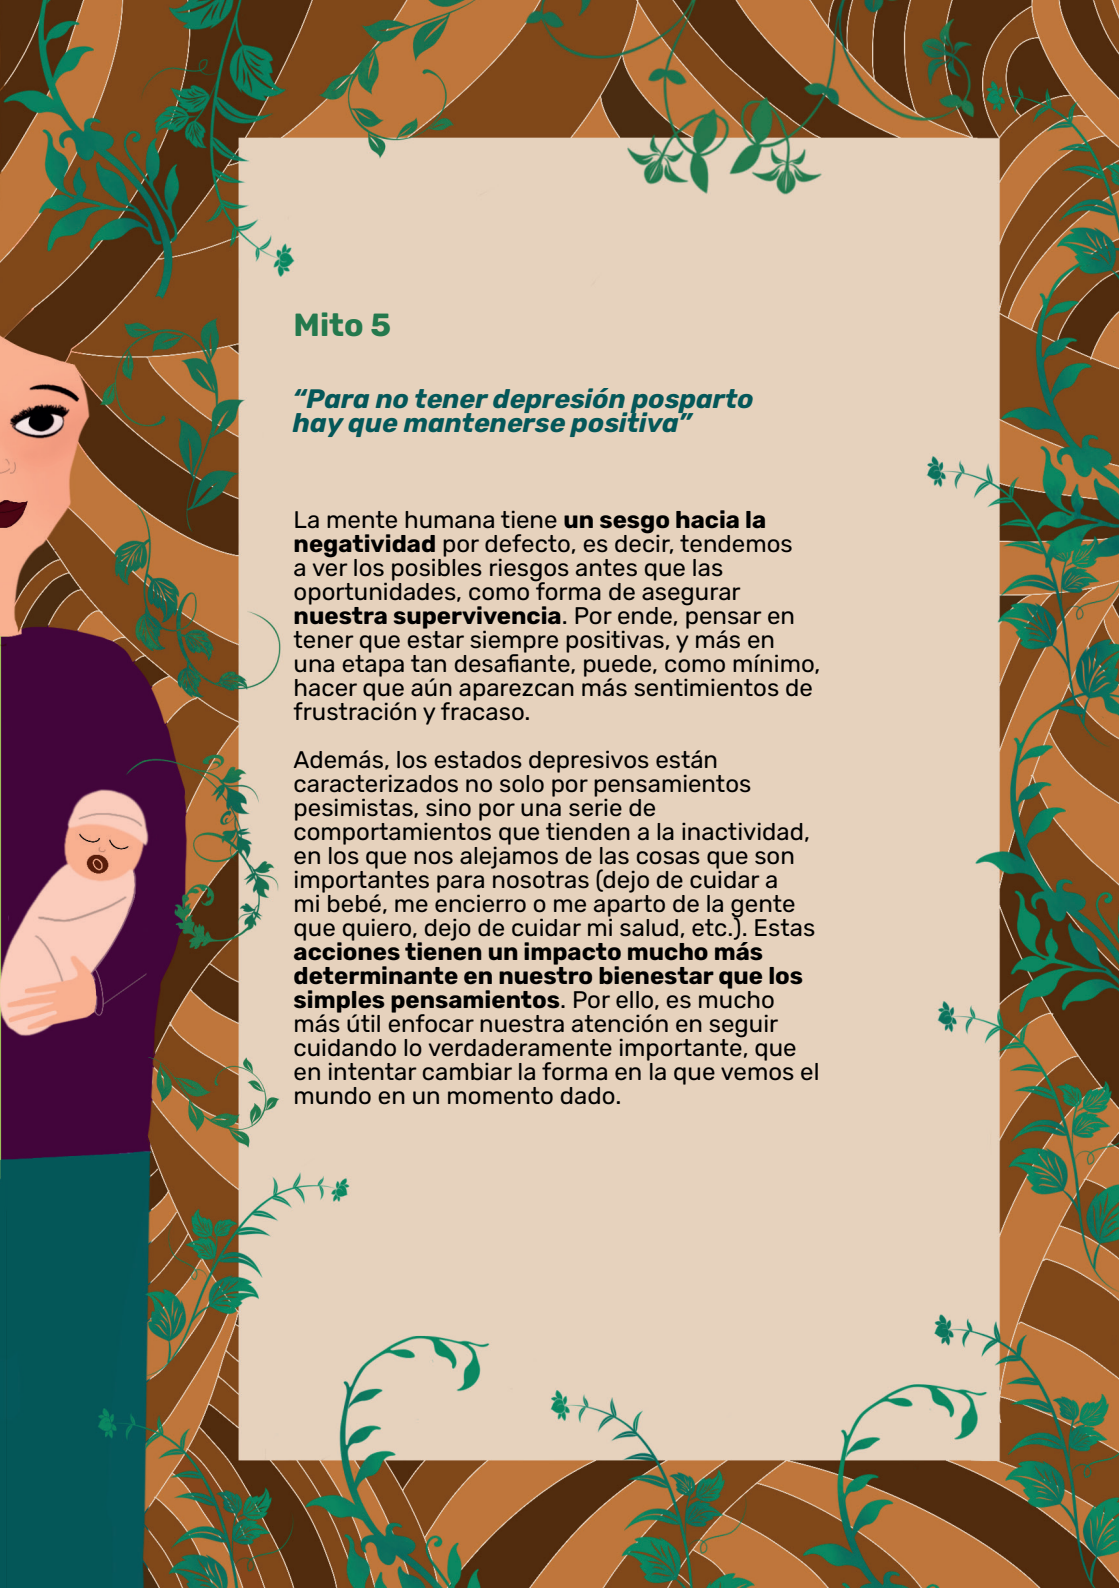 Mito 5
“Para no tener depresión posparto
hay que mantenerse positiva”
La mente humana tiene un sesgo hacia la
negatividad por defecto, es decir, tendemos
a ver los posibles riesgos antes que las
oportunidades, como forma de asegurar
nuestra supervivencia. Por ende, pensar en
tener que estar siempre positivas, y más en
una etapa tan desafiante, puede, como mínimo,
hacer que aún aparezcan más sentimientos de
frustración y fracaso.
Además, los estados depresivos están
caracterizados no solo por pensamientos
pesimistas, sino por una serie de
comportamientos que tienden a la inactividad,
en los que nos alejamos de las cosas que son
importantes para nosotras (dejo de cuidar a
mi bebé, me encierro o me aparto de la gente
que quiero, dejo de cuidar mi salud, etc.). Estas
acciones tienen un impacto mucho más
determinante en nuestro bienestar que los
simples pensamientos. Por ello, es mucho
más útil enfocar nuestra atención en seguir
cuidando lo verdaderamente importante, que
en intentar cambiar la forma en la que vemos el
mundo en un momento dado.